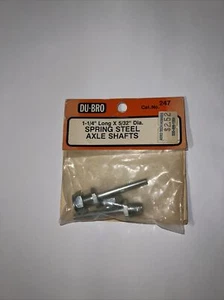 DU-BRO
Cat. No. 247
1-1/4" Long X 5/32" Dia.
SPRING STEEL
AXLE SHAFTS